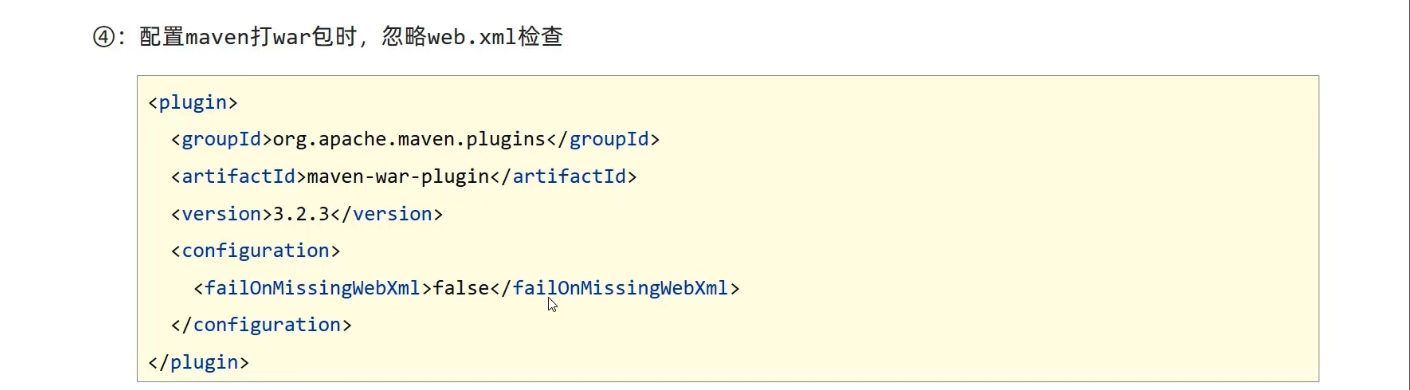 ④：配置maven打war包时，忽略web.xml检查
<plugin>
  <groupId>org.apache.maven.plugins</groupId>
  <artifactId>maven-war-plugin</artifactId>
  <version>3.2.3</version>
  <configuration>
    <failOnMissingWebXml>false</failOnMissingWebXml>
  </configuration>
</plugin>